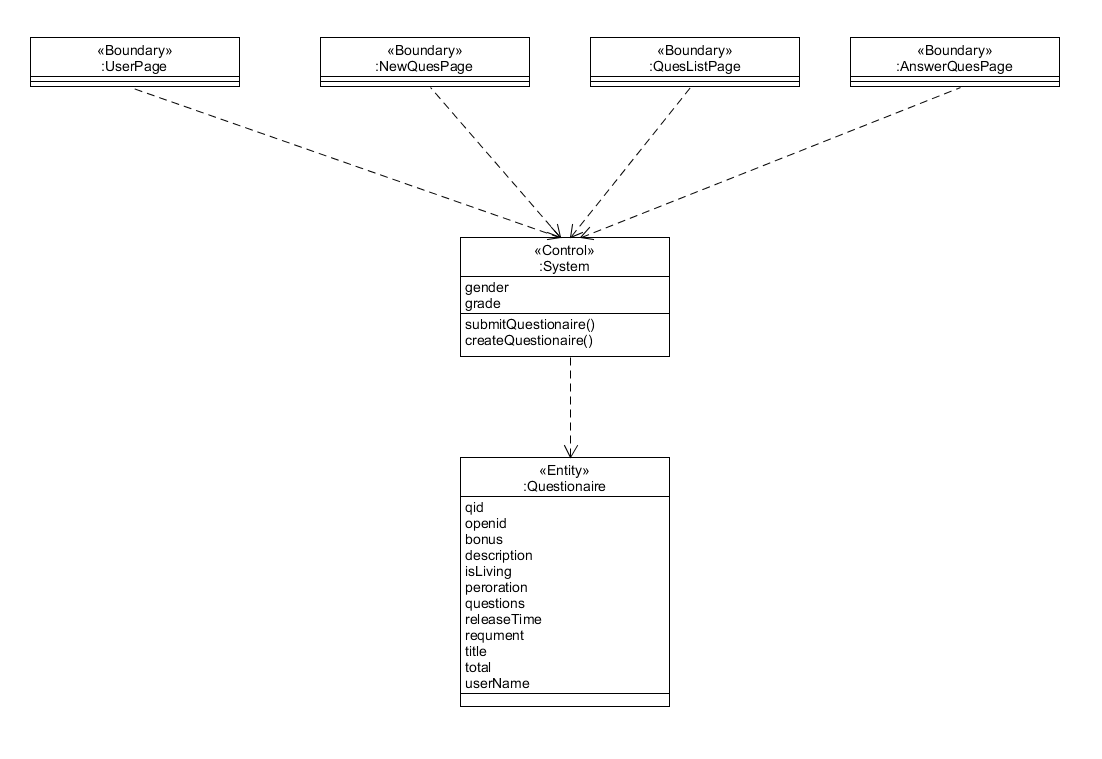 «Boundary»
:UserPage
«Boundary»
:NewQuesPage
«Boundary»
:QuesListPage
«Boundary»
:AnswerQuesPage
«Control»
:System
gender
grade
submitQuestionaire()
createQuestionaire()
«Entity»
:Questionaire
qid
openid
bonus
description
isLiving
peroration
questions
releaseTime
requment
title
total
userName